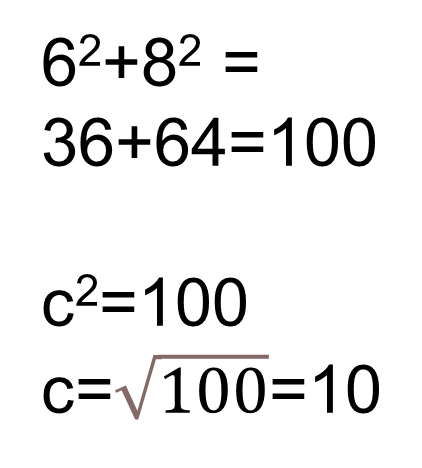 6²+8² =
36+64=100
c²=100
c=√100=10